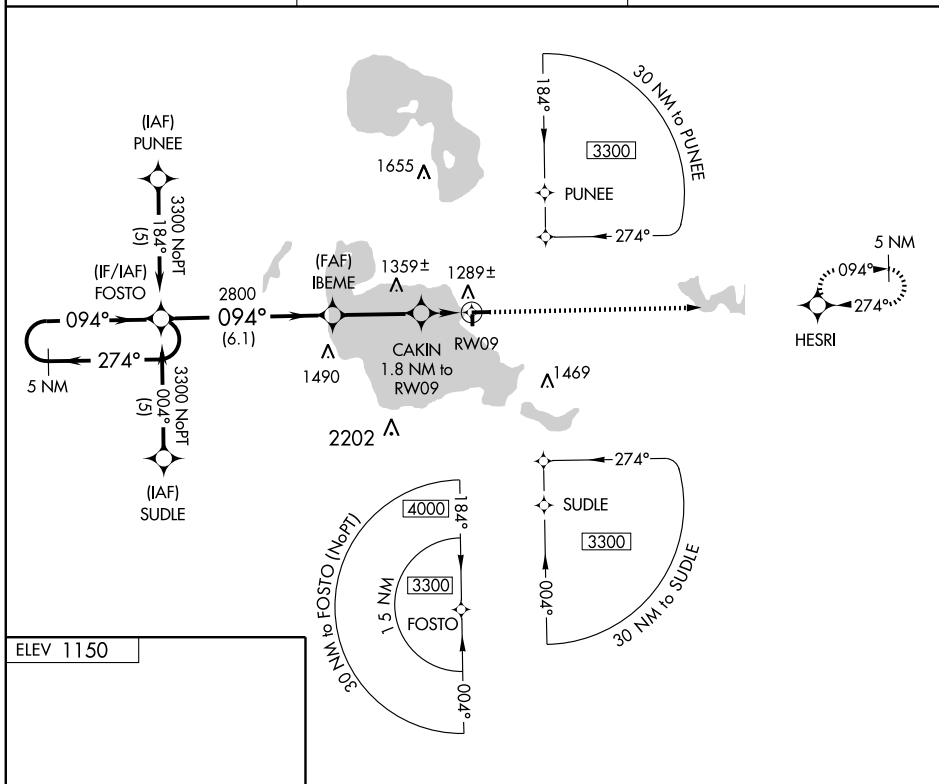 (IAF)
PUNEE
3300 NoPT
184°
(5)
(IF/IAF)
FOSTO
094°
274°
5 NM
2800
094°
(6.1)
3300 NoPT
004°
(5)
(IAF)
SUDLE
(FAF)
IBEME
1655
1359±
1289±
1490
CAKIN
1.8 NM to
RW09
RW09
1469
2202
184°
30 NM to PUNEE
3300
PUNEE
274°
5 NM
094°
274°
HESRI
274°
SUDLE
3300
004°
30 NM to SUDLE
30 NM to FOSTO (NoPT)
4000
184°
15 NM
3300
FOSTO
004°
ELEV 1150